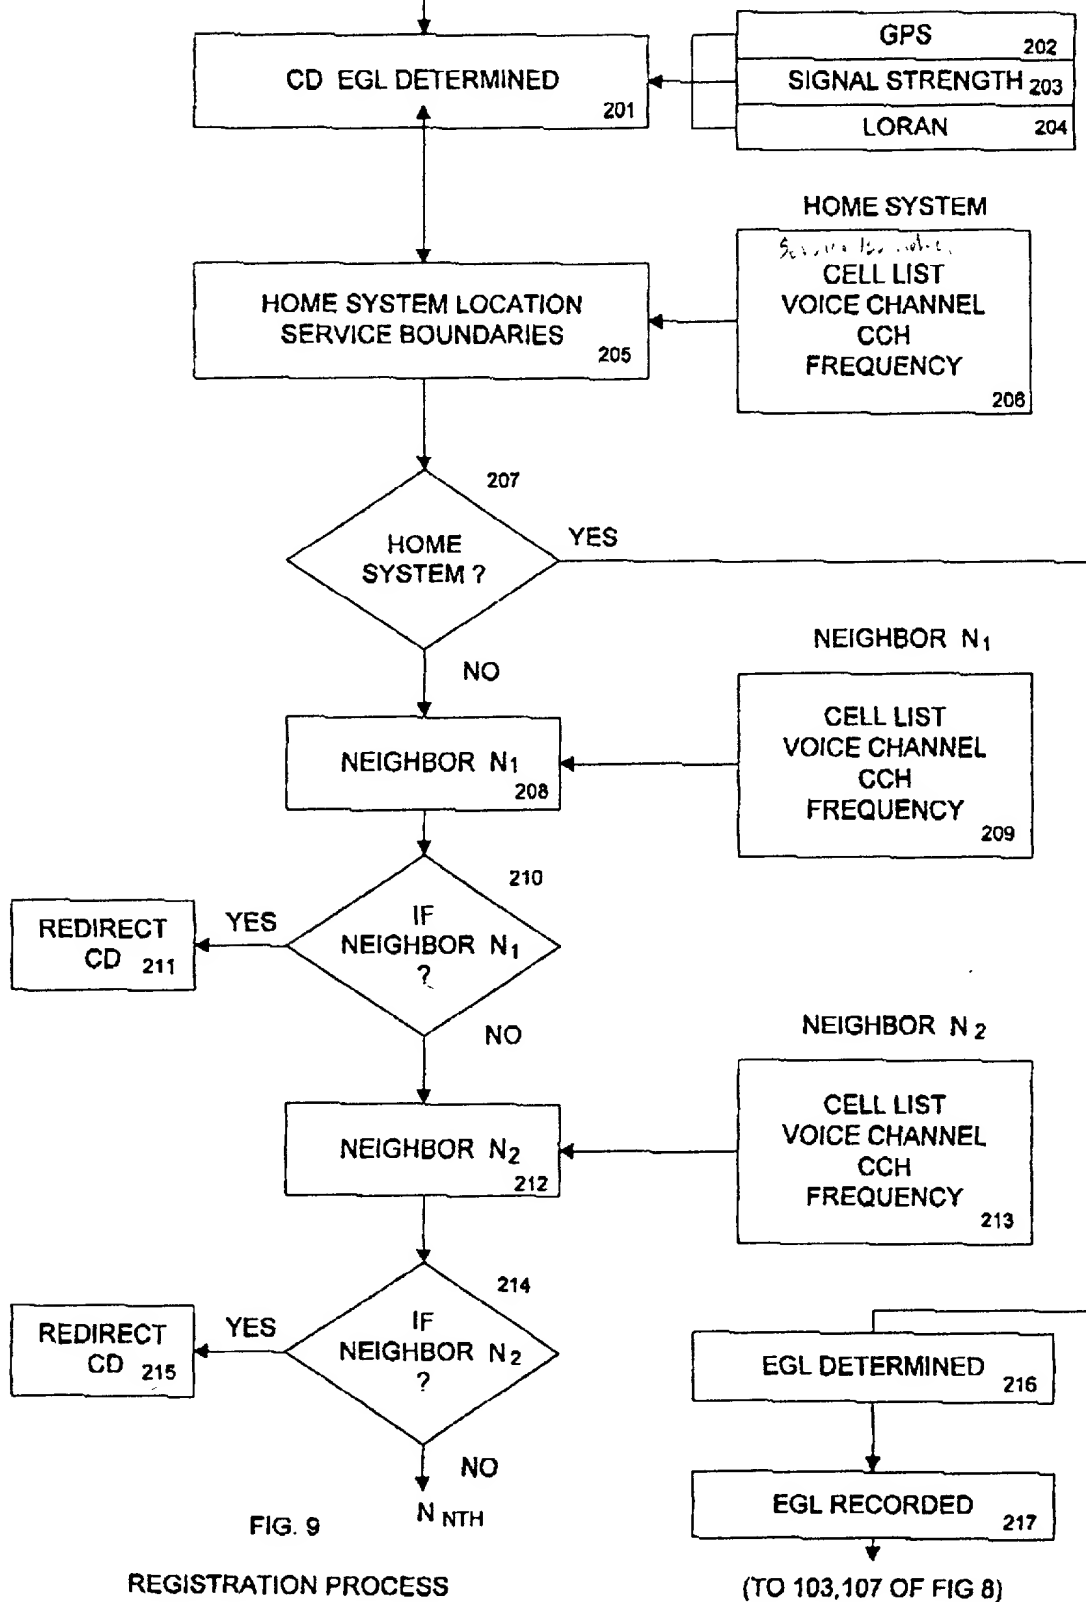 CD EGL DETERMINED
201
GPS
202
SIGNAL STRENGTH
203
LORAN
204
HOME SYSTEM
CELL LIST
VOICE CHANNEL
CCH
FREQUENCY
206
HOME SYSTEM LOCATION
SERVICE BOUNDARIES
205
207
HOME
SYSTEM ?
YES
NO
NEIGHBOR N1
CELL LIST
VOICE CHANNEL
CCH
FREQUENCY
209
NEIGHBOR N1
208
210
IF
NEIGHBOR N1
?
YES
REDIRECT
CD 211
NO
NEIGHBOR N2
CELL LIST
VOICE CHANNEL
CCH
FREQUENCY
213
NEIGHBOR N2
212
214
IF
NEIGHBOR N2
?
YES
REDIRECT
CD 215
NO
N NTH
EGL DETERMINED
216
EGL RECORDED
217
(TO 103,107 OF FIG 8)
FIG. 9
REGISTRATION PROCESS